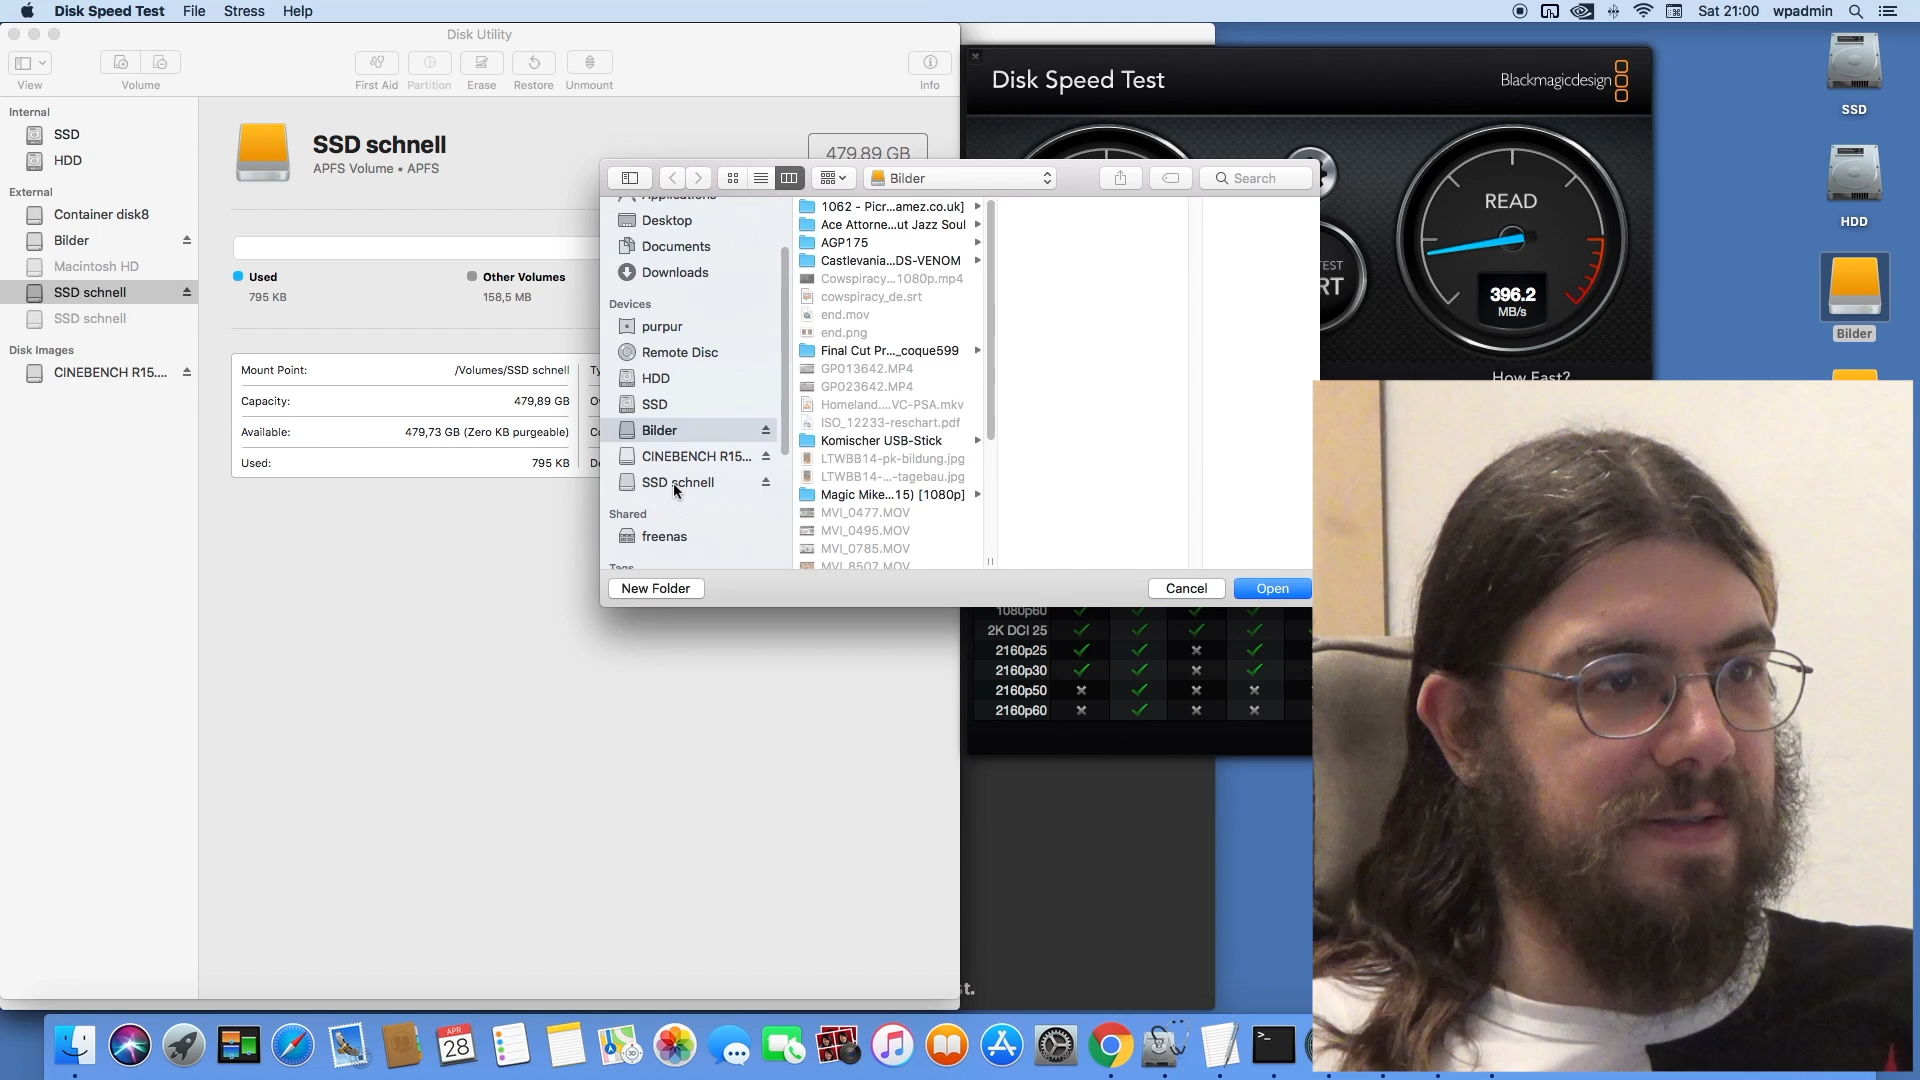 Disk Speed Test File Stress Help
Sat 21:00 wpadmin
Disk Utility
View
Volume
First Aid Partition Erase Restore Unmount
Info
Internal
SSD
HDD
External
Container disk8
Bilder
Macintosh HD
SSD schnell
SSD schnell
Disk Images
CINEBENCH R15....
SSD schnell
APFS Volume • APFS
479,89 GB
Used
795 KB
Other Volumes
158,5 MB
Mount Point: /Volumes/SSD schnell
Capacity: 479,89 GB
Available: 479,73 GB (Zero KB purgeable)
Used: 795 KB
Disk Speed Test
Blackmagicdesign
READ
396.2
MB/s
How Fast?
Bilder
Search
Applications
Desktop
Documents
Downloads
Devices
purpur
Remote Disc
HDD
SSD
Bilder
CINEBENCH R15...
SSD schnell
Shared
freenas
Tags
1062 - Picr...amez.co.uk]
Ace Attorne...ut Jazz Soul
AGP175
Castlevania...DS-VENOM
Cowspiracy...1080p.mp4
cowspiracy_de.srt
end.mov
end.png
Final Cut Pr..._coque599
GP013642.MP4
GP023642.MP4
Homeland....VC-PSA.mkv
ISO_12233-reschart.pdf
Komischer USB-Stick
LTWBB14-pk-bildung.jpg
LTWBB14-...-tagebau.jpg
Magic Mike...15) [1080p]
MVI_0477.MOV
MVI_0495.MOV
MVI_0785.MOV
MVI_8507.MOV
New Folder
Cancel
Open
1080p60
2K DCI 25
2160p25
2160p30
2160p50
2160p60
st.
SSD
HDD
Bilder
APR
28
3D